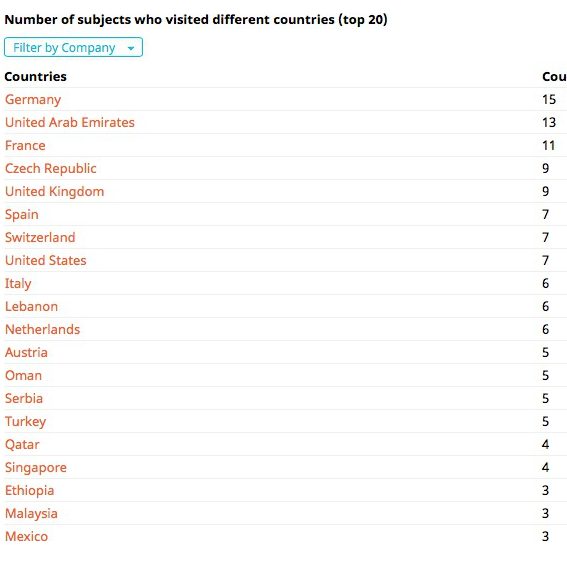 Number of subjects who visited different countries (top 20)
Filter by Company
Countries Cou
Germany 15
United Arab Emirates 13
France 11
Czech Republic 9
United Kingdom 9
Spain 7
Switzerland 7
United States 7
Italy 6
Lebanon 6
Netherlands 6
Austria 5
Oman 5
Serbia 5
Turkey 5
Qatar 4
Singapore 4
Ethiopia 3
Malaysia 3
Mexico 3